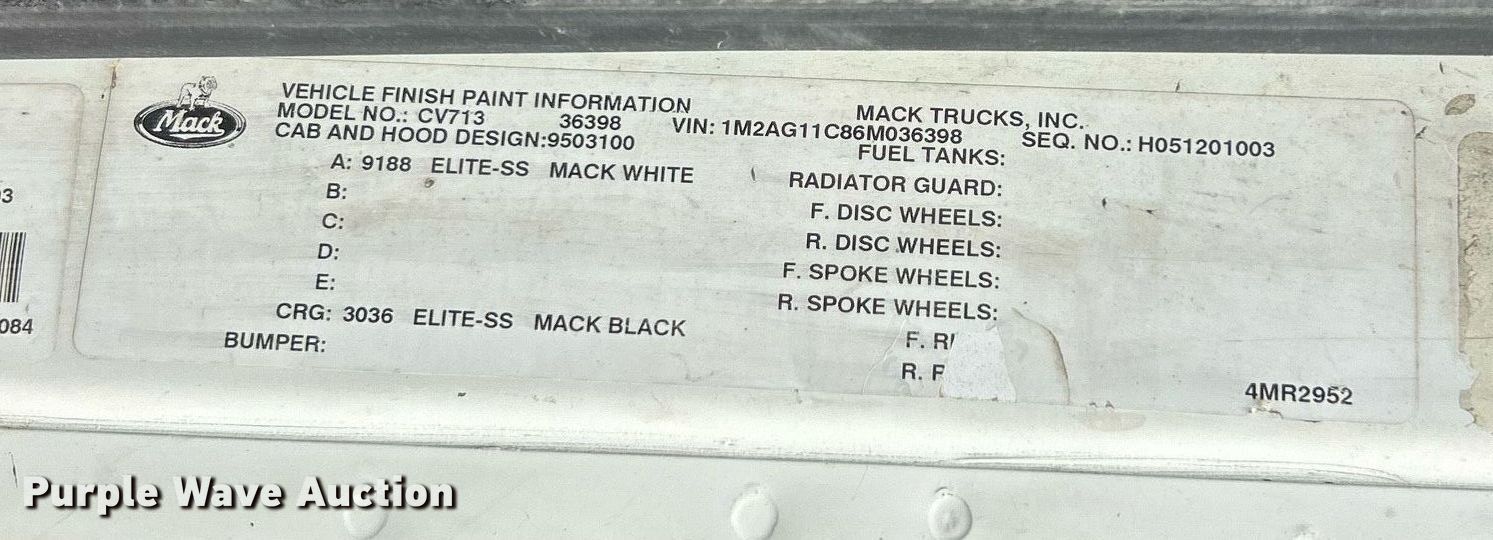 Mack
VEHICLE FINISH PAINT INFORMATION
MACK TRUCKS, INC.
MODEL NO.: CV713 36398 VIN: 1M2AG11C86M036398 SEQ. NO.: H051201003
CAB AND HOOD DESIGN:9503100
FUEL TANKS:
A: 9188 ELITE-SS MACK WHITE
RADIATOR GUARD:
B:
F. DISC WHEELS:
C:
R. DISC WHEELS:
D:
F. SPOKE WHEELS:
E:
R. SPOKE WHEELS:
CRG: 3036 ELITE-SS MACK BLACK
F.
BUMPER:
R.
4MR2952
084
Purple Wave Auction